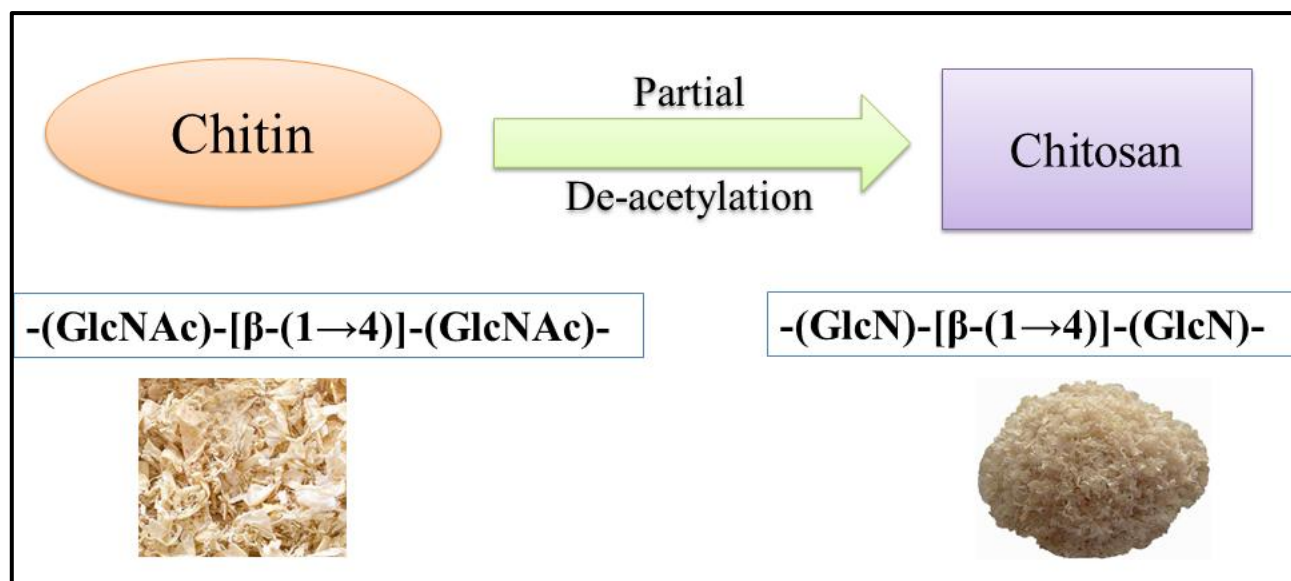 Chitin
Partial
De-acetylation
Chitosan
-(GlcNAc)-[β-(1→4)]-(GlcNAc)-
-(GlcN)-[β-(1→4)]-(GlcN)-